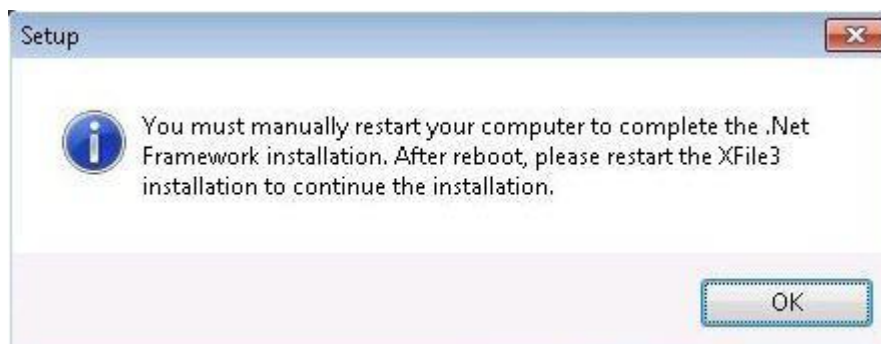 Setup
You must manually restart your computer to complete the .Net
Framework installation. After reboot, please restart the XFile3
installation to continue the installation.
OK